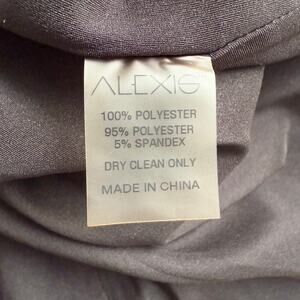 ALEXIS
100% POLYESTER
95% POLYESTER
5% SPANDEX
DRY CLEAN ONLY
MADE IN CHINA